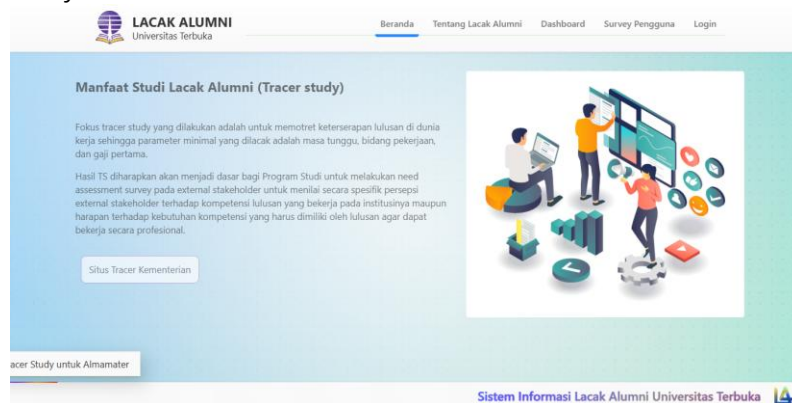 LACAK ALUMNI
Universitas Terbuka
Beranda Tentang Lacak Alumni Dashboard Survey Pengguna Login
Manfaat Studi Lacak Alumni (Tracer study)
Fokus tracer study yang dilakukan adalah untuk memotret keterserapan lulusan di dunia
kerja sehingga parameter minimal yang dilacak adalah masa tunggu, bidang pekerjaan,
dan gaji pertama.
Hasil TS diharapkan akan menjadi dasar bagi Program Studi untuk melakukan need
assessment survey pada external stakeholder untuk menilai secara spesifik persepsi
external stakeholder terhadap kompetensi lulusan yang bekerja pada institusinya maupun
harapan terhadap kebutuhan kompetensi yang harus dimiliki oleh lulusan agar dapat
bekerja secara profesional.
Situs Tracer Kementerian
acer Study untuk Almamater
Sistem Informasi Lacak Alumni Universitas Terbuka